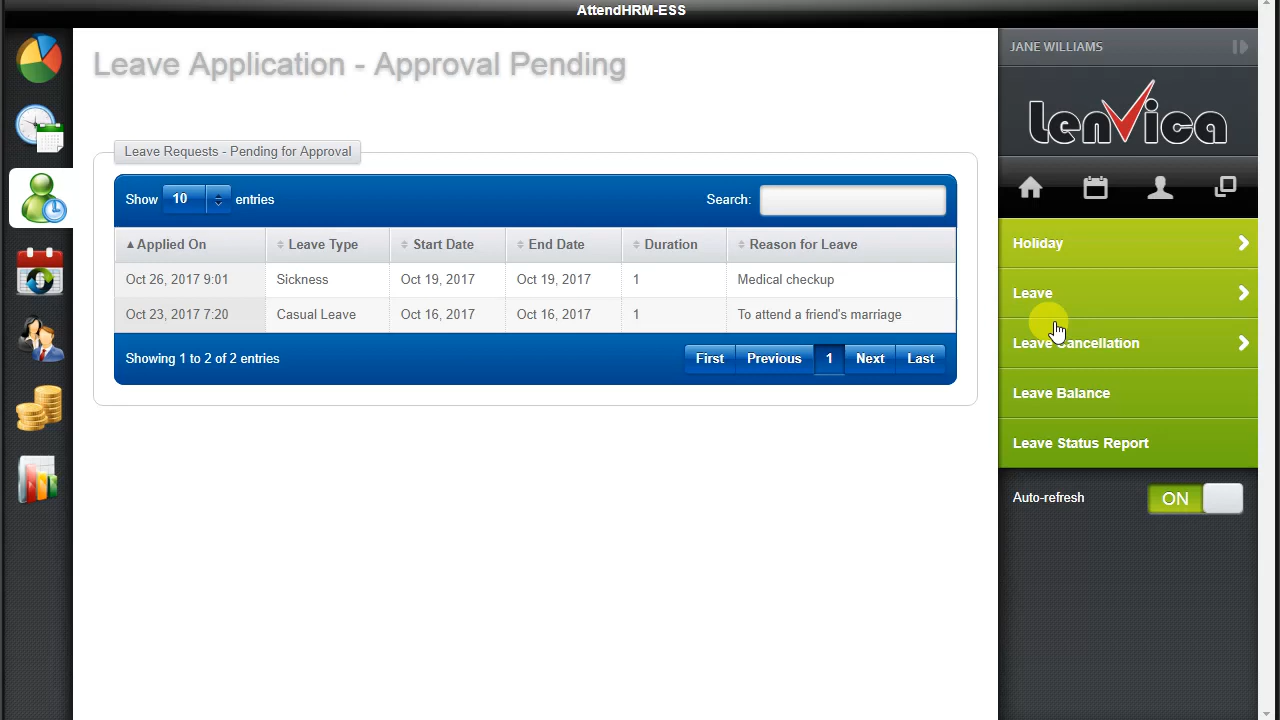 AttendHRM-ESS
Leave Application - Approval Pending
Leave Requests - Pending for Approval
Show 10 entries
Search:
Applied On Leave Type Start Date End Date Duration Reason for Leave
Oct 26, 2017 9:01 Sickness Oct 19, 2017 Oct 19, 2017 1 Medical checkup
Oct 23, 2017 7:20 Casual Leave Oct 16, 2017 Oct 16, 2017 1 To attend a friend's marriage
Showing 1 to 2 of 2 entries
First Previous 1 Next Last
JANE WILLIAMS
lenvica
Holiday
Leave
Leave Cancellation
Leave Balance
Leave Status Report
Auto-refresh ON